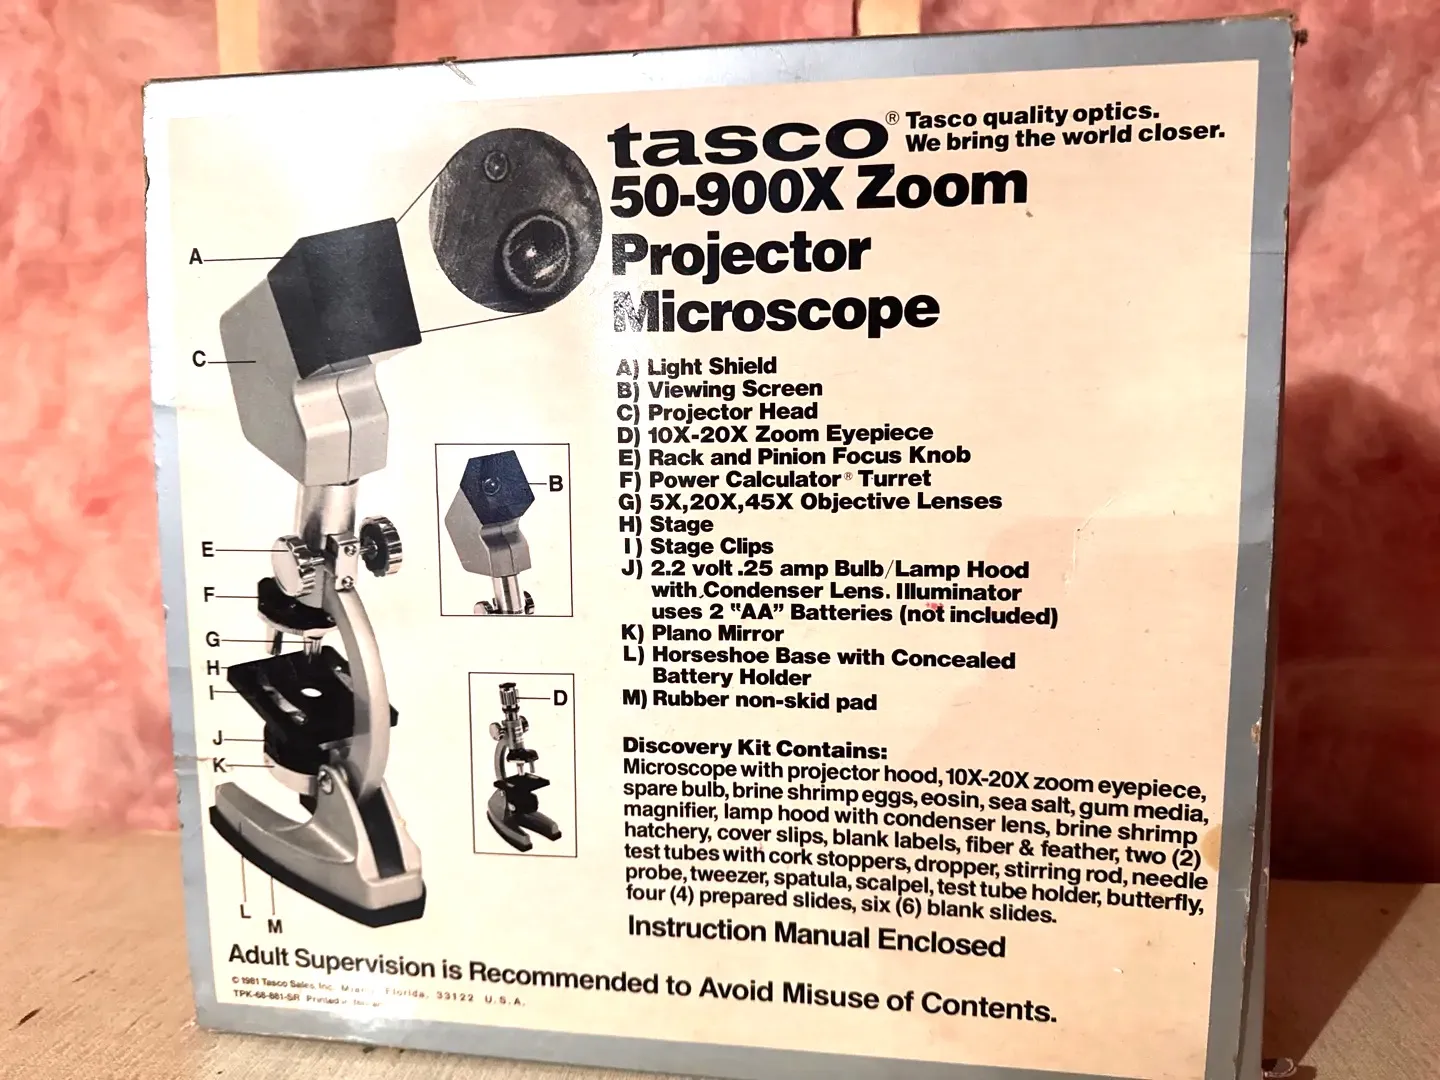 tasco®
Tasco quality optics.
We bring the world closer.
50-900X Zoom
Projector
Microscope
A) Light Shield
B) Viewing Screen
C) Projector Head
D) 10X-20X Zoom Eyepiece
E) Rack and Pinion Focus Knob
F) Power Calculator® Turret
G) 5X,20X,45X Objective Lenses
H) Stage
I) Stage Clips
J) 2.2 volt .25 amp Bulb/Lamp Hood
with Condenser Lens. Illuminator
uses 2 "AA" Batteries (not included)
K) Plano Mirror
L) Horseshoe Base with Concealed
Battery Holder
M) Rubber non-skid pad
Discovery Kit Contains:
Microscope with projector hood, 10X-20X zoom eyepiece,
spare bulb, brine shrimp eggs, eosin, sea salt, gum media,
magnifier, lamp hood with condenser lens, brine shrimp
hatchery, cover slips, blank labels, fiber & feather, two (2)
test tubes with cork stoppers, dropper, stirring rod, needle
probe, tweezer, spatula, scalpel, test tube holder, butterfly,
four (4) prepared slides, six (6) blank slides.
Instruction Manual Enclosed
A
C
B
E
F
G
H
I
D
J
K
L
M
Adult Supervision is Recommended to Avoid Misuse of Contents.
© 1981 Tasco Sales, Inc. Florida, 33122 U.S.A.
TPK-68-881-SR Printed